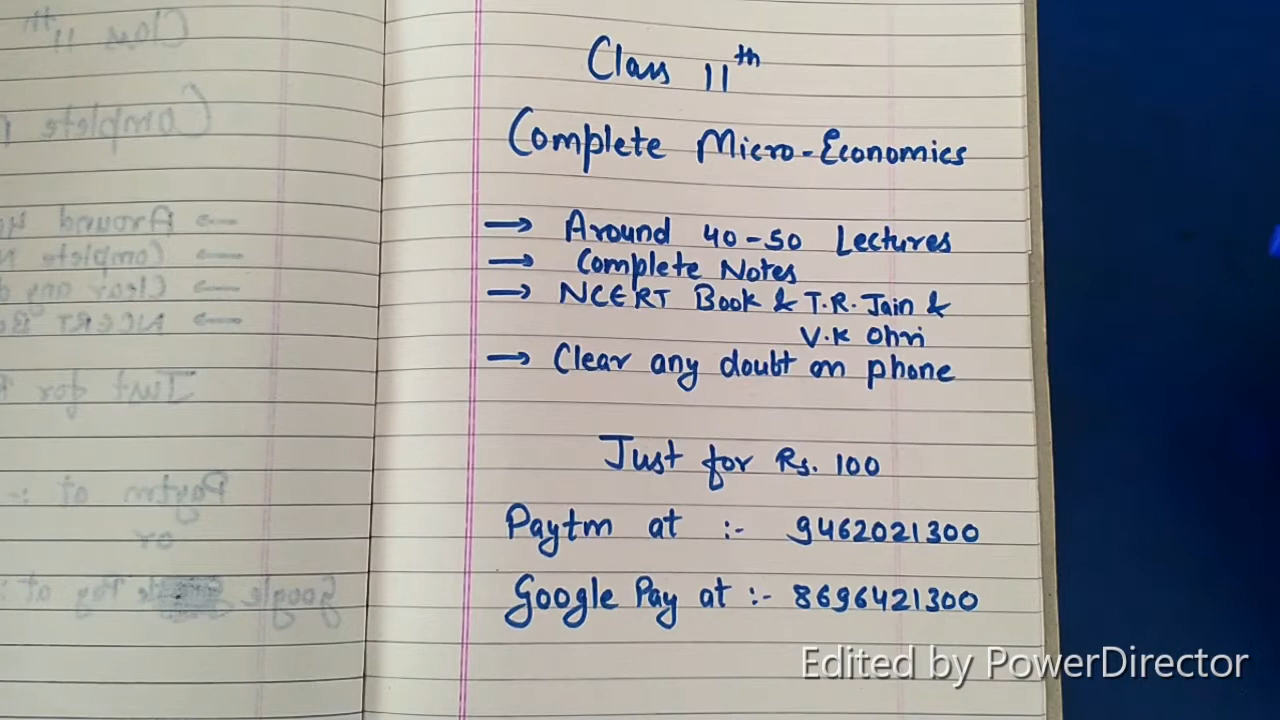 Class 11th
Complete Micro-Economics
→ Around 40-50 Lectures
→ Complete Notes
→ NCERT Book & T.R. Jain &
V.K Ohri
→ Clear any doubt on phone
Just for Rs. 100
Paytm at :- 9462021300
Google Pay at :- 8696421300
Edited by PowerDirector